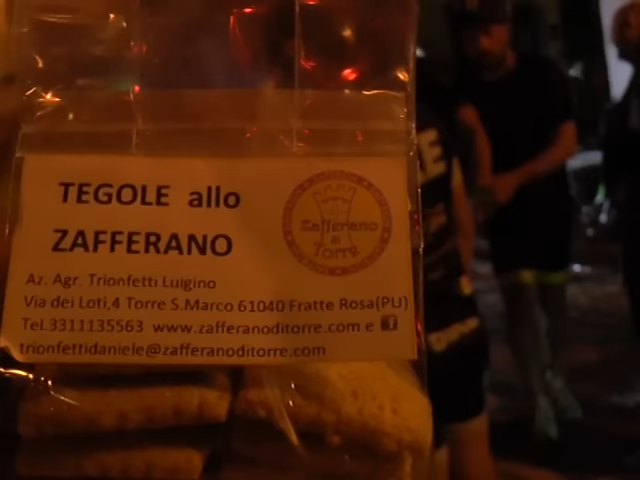 TEGOLE allo
ZAFFERANO
Zafferano
di
Torre
Az. Agr. Trionfetti Luigino
Via dei Loti,4 Torre S.Marco 61040 Fratte Rosa(PU)
Tel.3311135563 www.zafferanoditorre.com e f
trionfettidaniele@zafferanoditorre.com